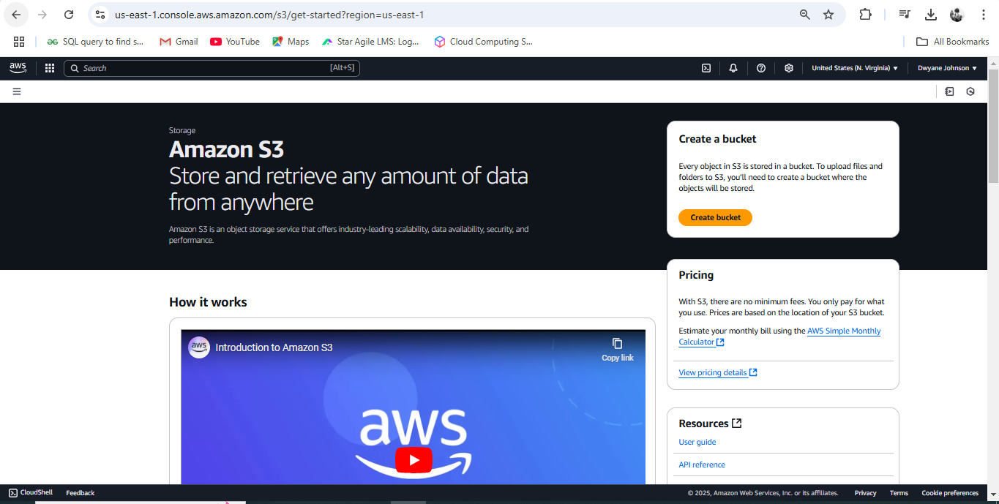 us-east-1.console.aws.amazon.com/s3/get-started?region=us-east-1
SQL query to find s...
Gmail
YouTube
Maps
Star Agile LMS: Log...
Cloud Computing S...
All Bookmarks
aws
Search
[Alt+S]
United States (N. Virginia)
Dwyane Johnson
Storage
Amazon S3
Store and retrieve any amount of data
from anywhere
Amazon S3 is an object storage service that offers industry-leading scalability, data availability, security, and
performance.
Create a bucket
Every object in S3 is stored in a bucket. To upload files and
folders to S3, you'll need to create a bucket where the
objects will be stored.
Create bucket
Pricing
With S3, there are no minimum fees. You only pay for what
you use. Prices are based on the location of your S3 bucket.
Estimate your monthly bill using the AWS Simple Monthly
Calculator
View pricing details
How it works
aws
Introduction to Amazon S3
Copy link
aws
Resources
User guide
API reference
CloudShell
Feedback
© 2025, Amazon Web Services, Inc. or its affiliates.
Privacy
Terms
Cookie preferences